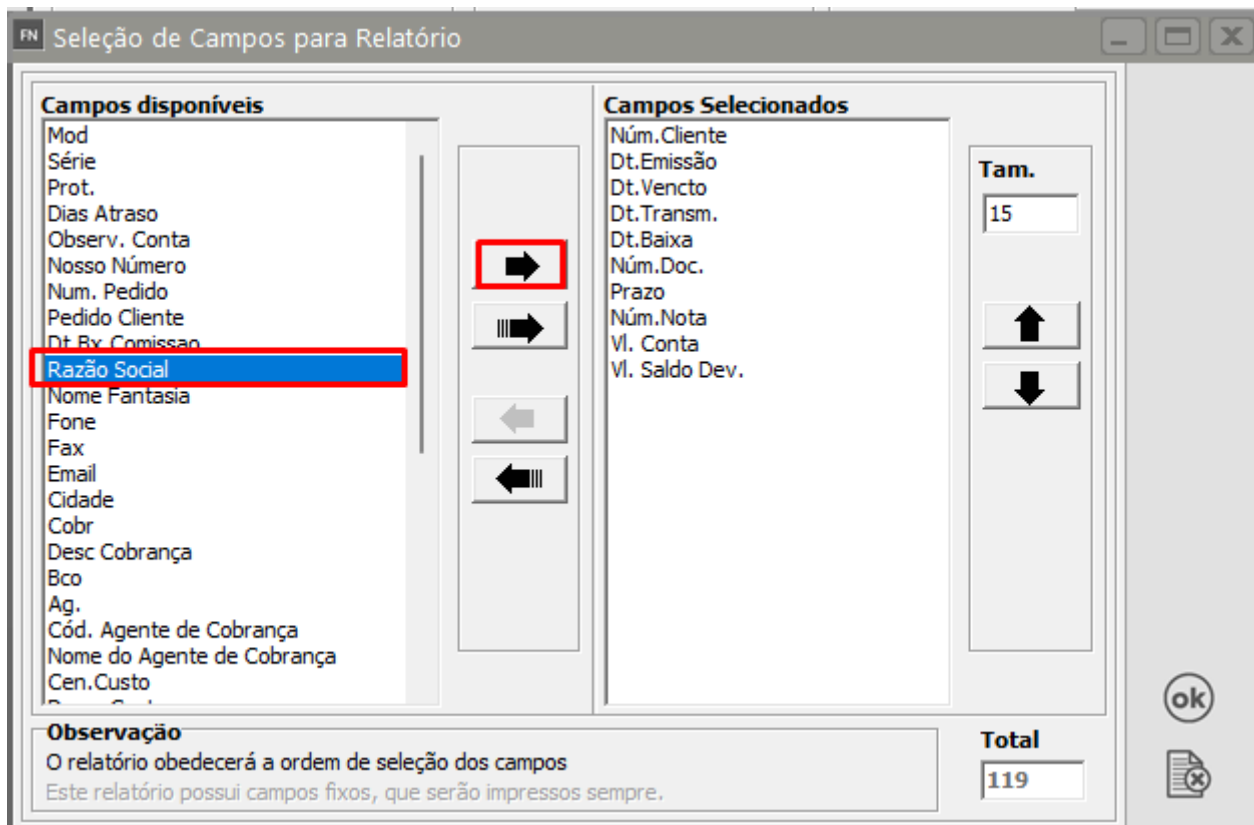 FN Seleção de Campos para Relatório
Campos disponíveis
Mod
Série
Prot.
Dias Atraso
Observ. Conta
Nosso Número
Num. Pedido
Pedido Cliente
Dt Bx Comissao
Razão Social
Nome Fantasia
Fone
Fax
Email
Cidade
Cobr
Desc Cobrança
Bco
Ag.
Cód. Agente de Cobrança
Nome do Agente de Cobrança
Cen.Custo
Campos Selecionados
Núm.Cliente
Dt.Emissão
Dt.Vencto
Dt.Transm.
Dt.Baixa
Núm.Doc.
Prazo
Núm.Nota
Vl. Conta
Vl. Saldo Dev.
Tam.
15
Observação
O relatório obedecerá a ordem de seleção dos campos
Este relatório possui campos fixos, que serão impressos sempre.
Total
119
ok